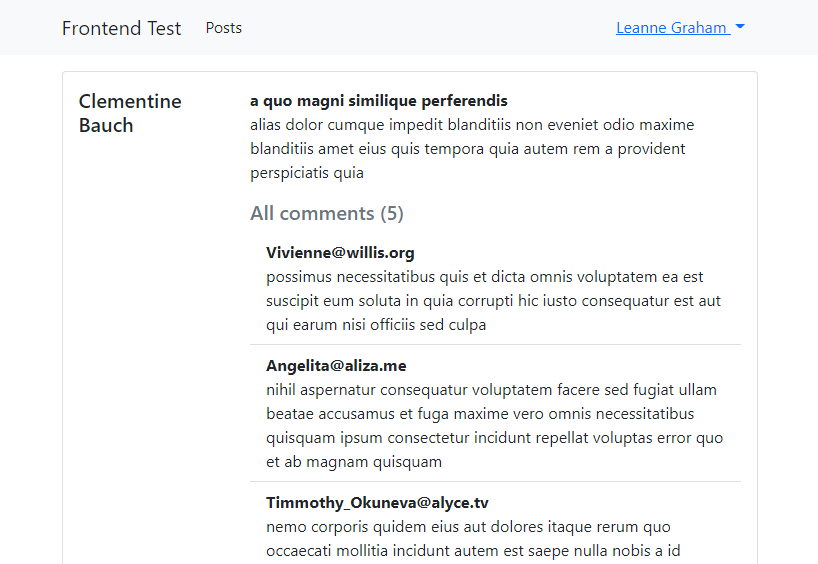 Frontend Test Posts Leanne Graham
Clementine
Bauch
a quo magni similique perferendis
alias dolor cumque impedit blanditiis non eveniet odio maxime
blanditiis amet eius quis tempora quia autem rem a provident
perspiciatis quia
All comments (5)
Vivienne@willis.org
possimus necessitatibus quis et dicta omnis voluptatem ea est
suscipit eum soluta in quia corrupti hic iusto consequatur est aut
qui earum nisi officiis sed culpa
Angelita@aliza.me
nihil aspernatur consequatur voluptatem facere sed fugiat ullam
beatae accusamus et fuga maxime vero omnis necessitatibus
quisquam ipsum consectetur incidunt repellat voluptas error quo
et ab magnam quisquam
Timmothy_Okuneva@alyce.tv
nemo corporis quidem eius aut dolores itaque rerum quo
occaecati mollitia incidunt autem est saepe nulla nobis a id